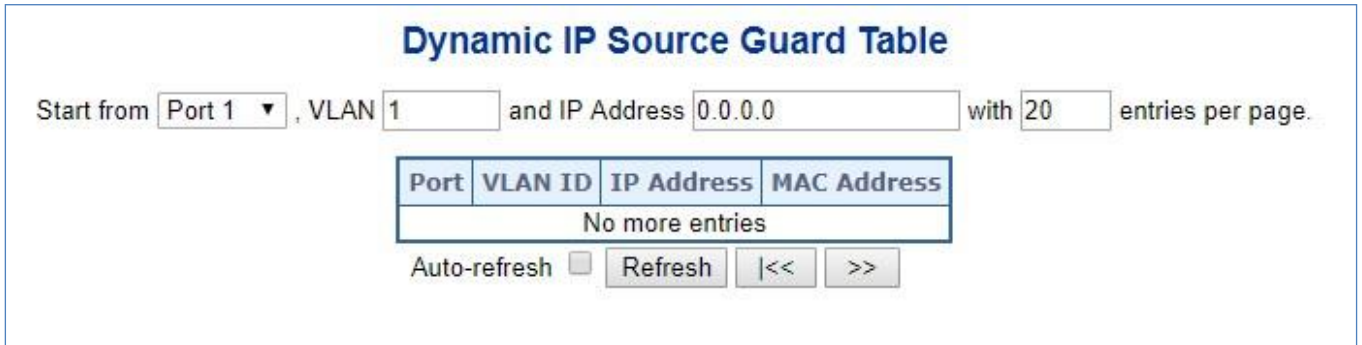 Dynamic IP Source Guard Table
Start from Port 1 , VLAN 1 and IP Address 0.0.0.0 with 20 entries per page.
Port VLAN ID IP Address MAC Address
No more entries
Auto-refresh Refresh |<< >>